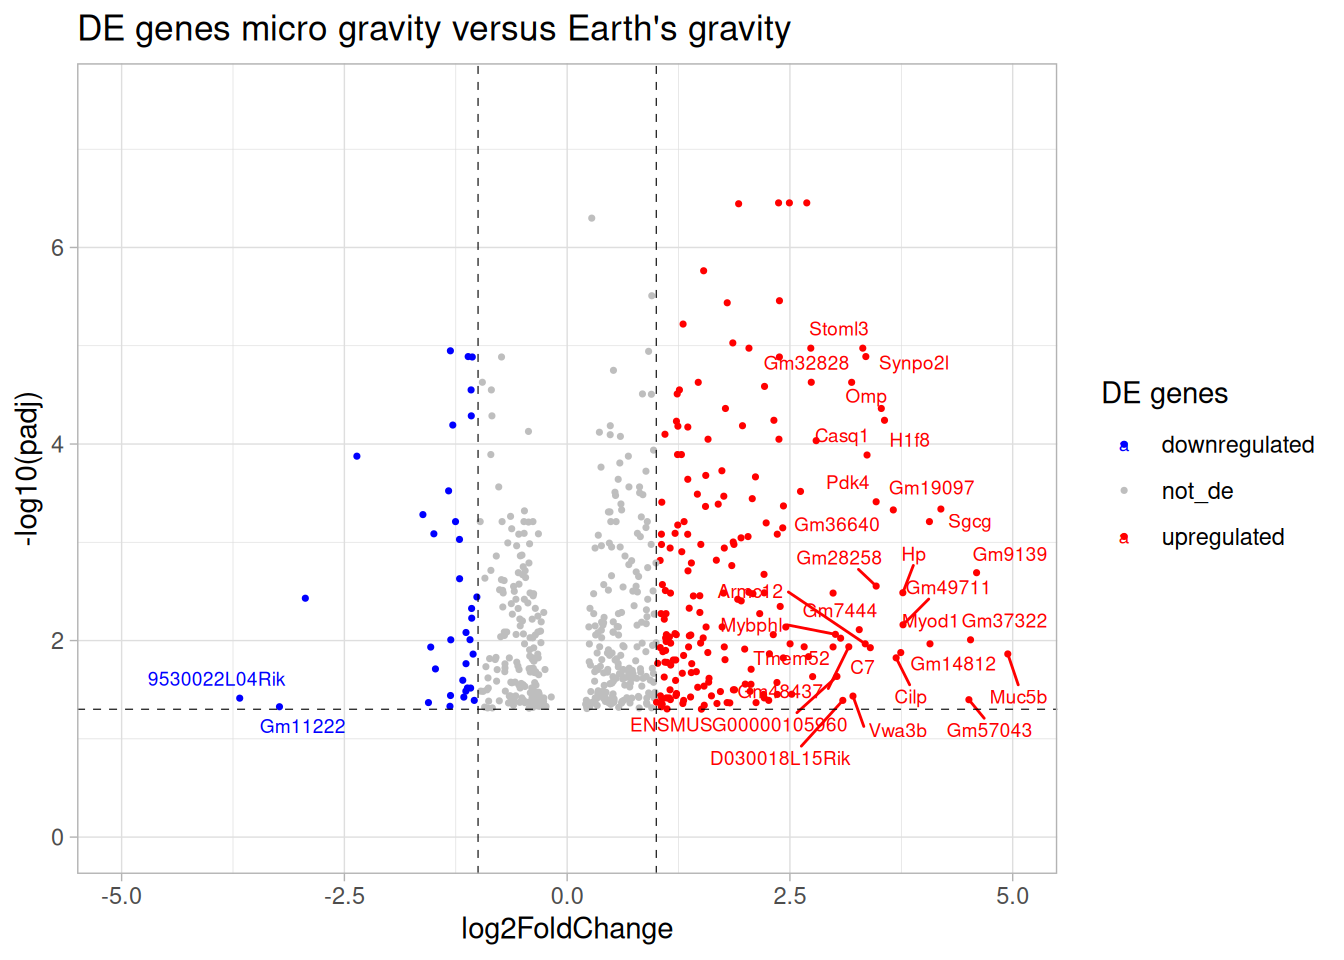 DE genes micro gravity versus Earth's gravity
-log10(padj)
6
4
2
0
Stoml3
Gm32828
Synpo2l
Omp
Casq1
H1f8
Pdk4
Gm19097
Gm36640
Sgcg
Gm28258
Hp
Gm9139
Armc12
Gm49711
Gm7444
Mybphl
Myod1
Gm37322
Tmem52
C7
Gm14812
9530022L04Rik
Gm48437
Cilp
Muc5b
Gm11222
ENSMUSG00000105960
Vwa3b
Gm57043
D030018L15Rik
-5.0
-2.5
0.0
2.5
5.0
log2FoldChange
DE genes
a downregulated
not_de
a upregulated